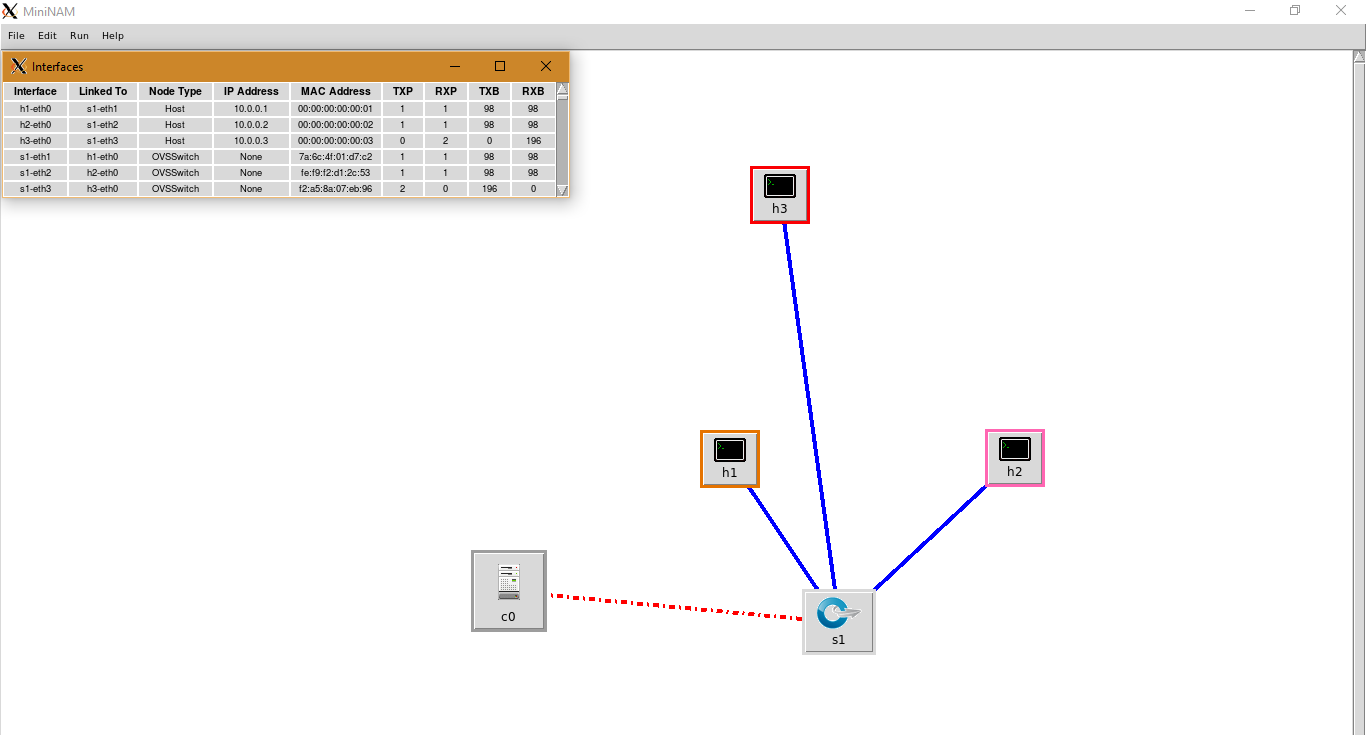 MiniNAM
File Edit Run Help
Interfaces
Interface Linked To Node Type IP Address MAC Address TXP RXP TXB RXB
h1-eth0 s1-eth1 Host 10.0.0.1 00:00:00:00:00:01 1 1 98 98
h2-eth0 s1-eth2 Host 10.0.0.2 00:00:00:00:00:02 1 1 98 98
h3-eth0 s1-eth3 Host 10.0.0.3 00:00:00:00:00:03 0 2 0 196
s1-eth1 h1-eth0 OVSSwitch None 7a:6c:4f:01:d7:c2 1 1 98 98
s1-eth2 h2-eth0 OVSSwitch None fe:f9:f2:d1:2c:53 1 1 98 98
s1-eth3 h3-eth0 OVSSwitch None f2:a5:8a:07:eb:96 2 0 196 0
h3
h1
h2
c0
s1